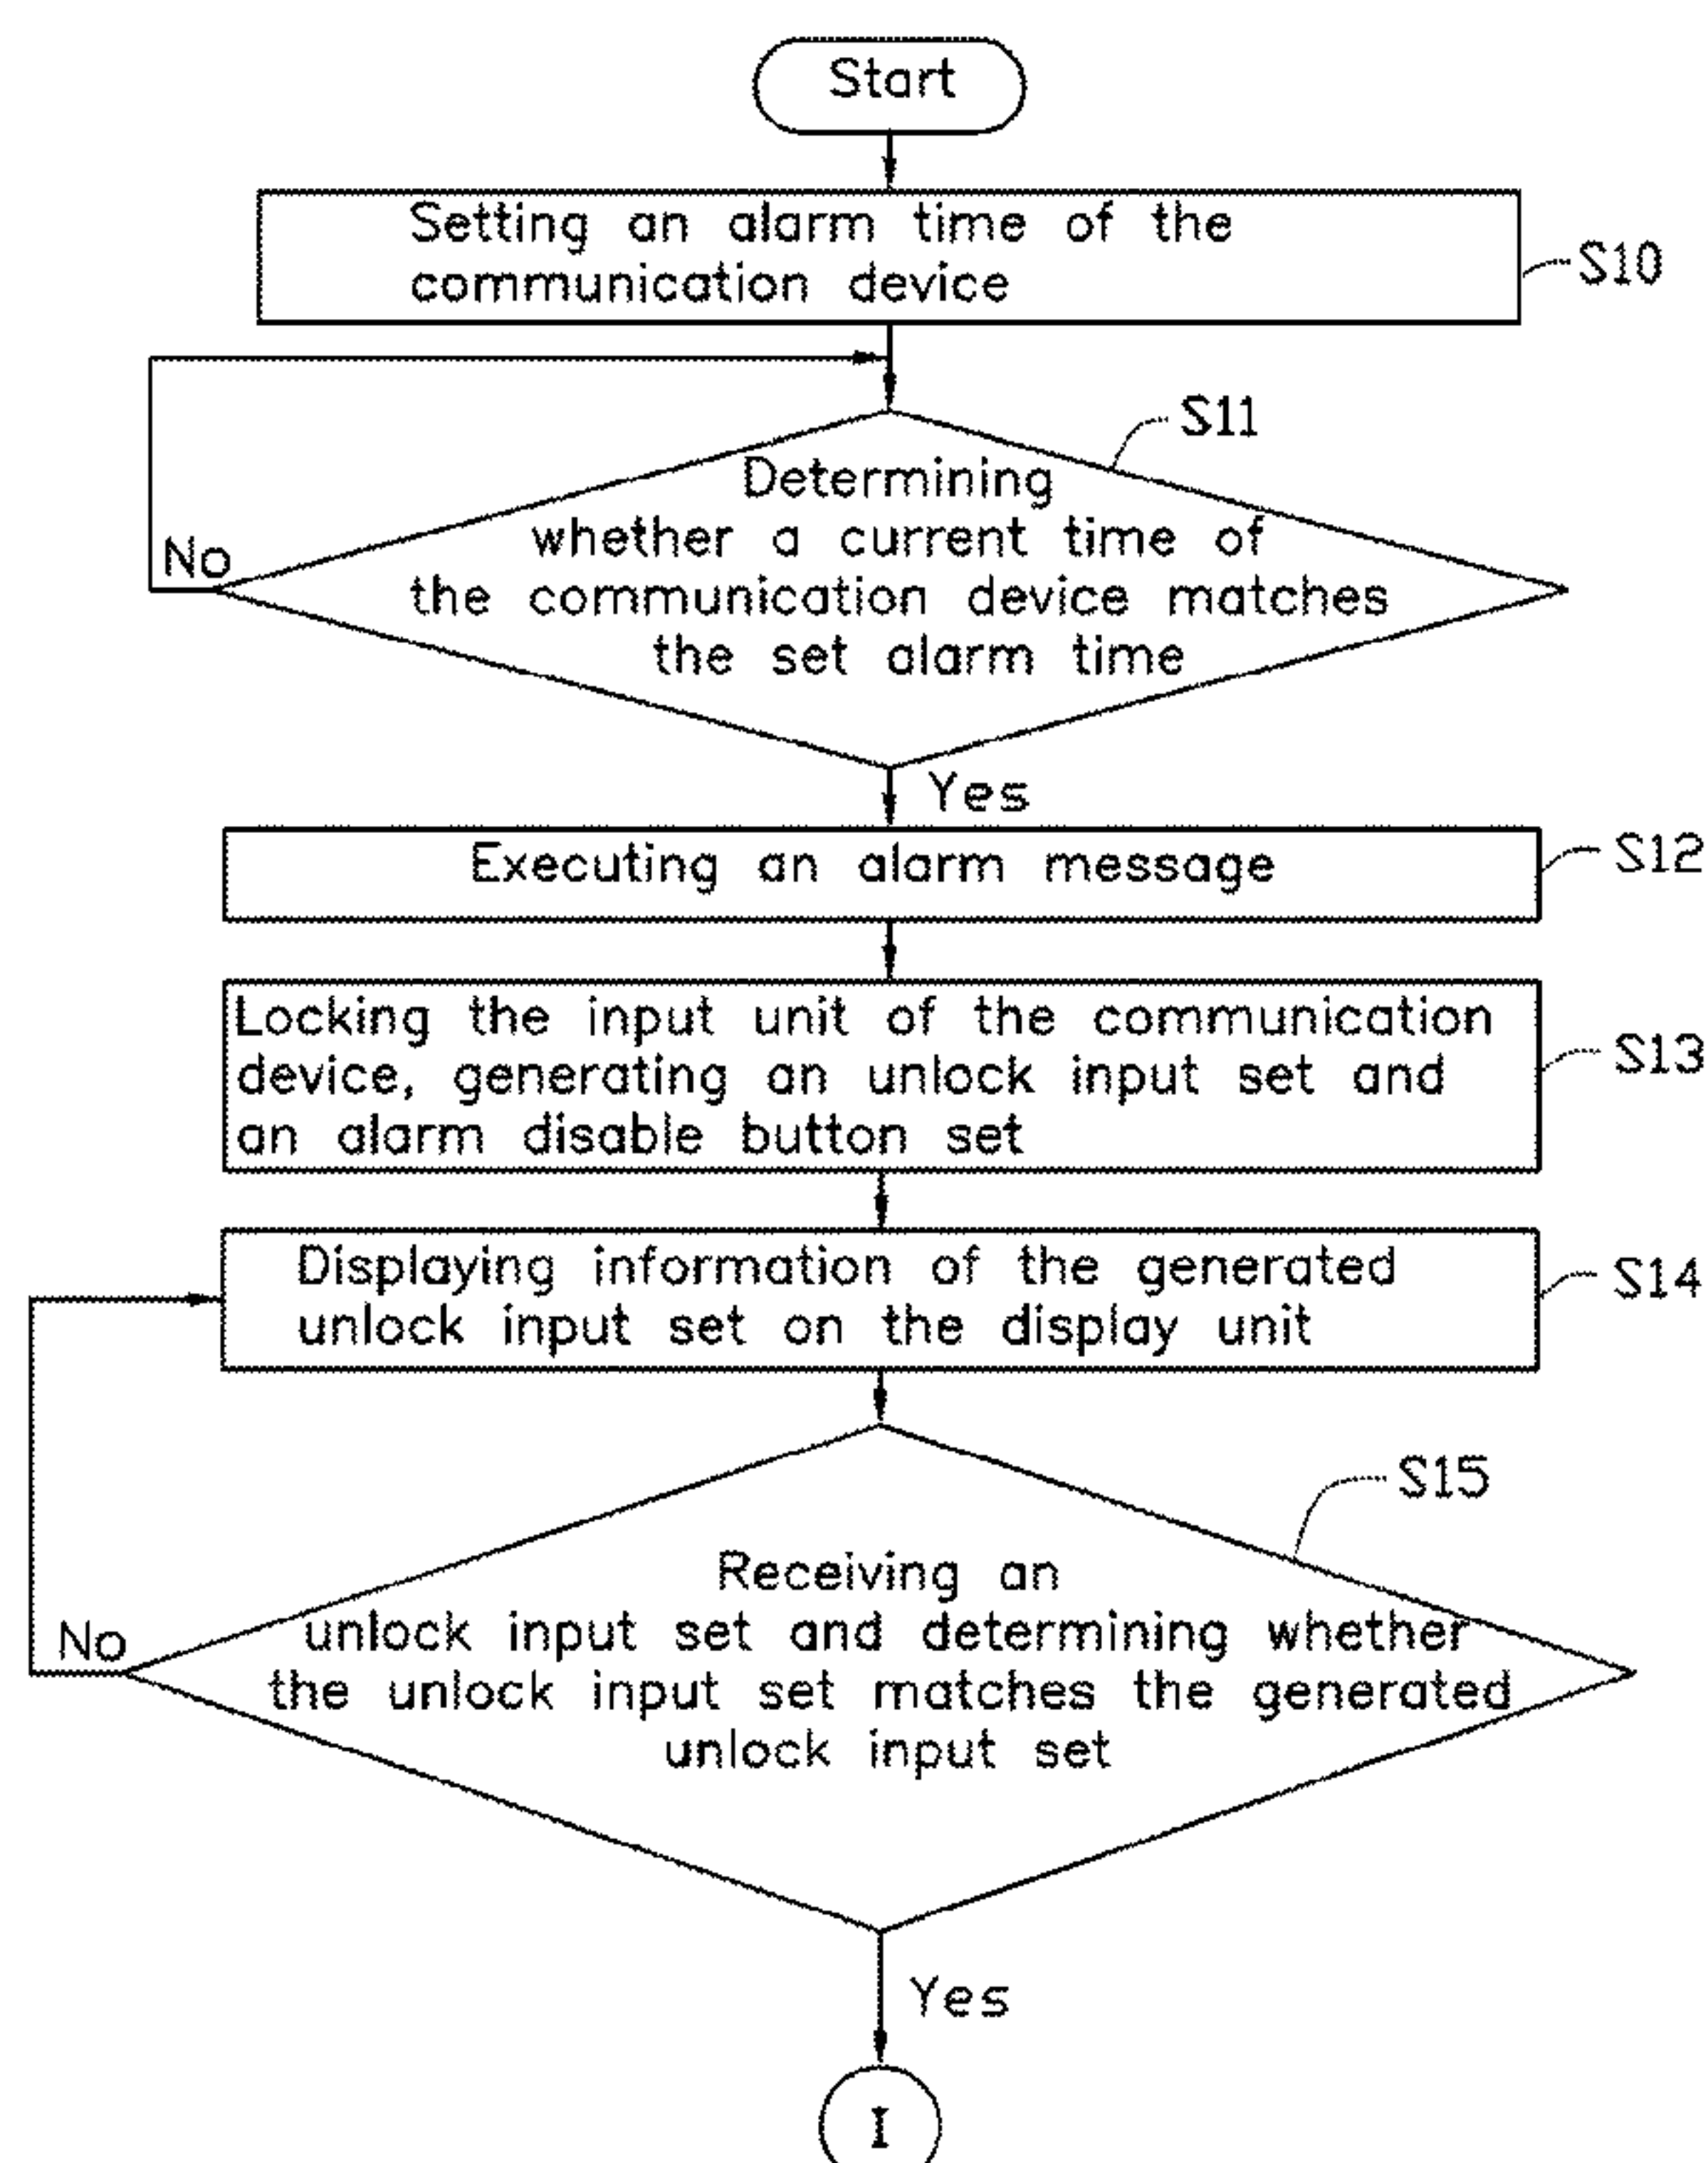 Start
Setting an alarm time of the
communication device
S10
S11
Determining
whether a current time of
the communication device matches
the set alarm time
No
Yes
Executing an alarm message
S12
Locking the input unit of the communication
device, generating an unlock input set and
an alarm disable button set
S13
Displaying information of the generated
unlock input set on the display unit
S14
S15
Receiving an
unlock input set and determining whether
the unlock input set matches the generated
unlock input set
No
Yes
I